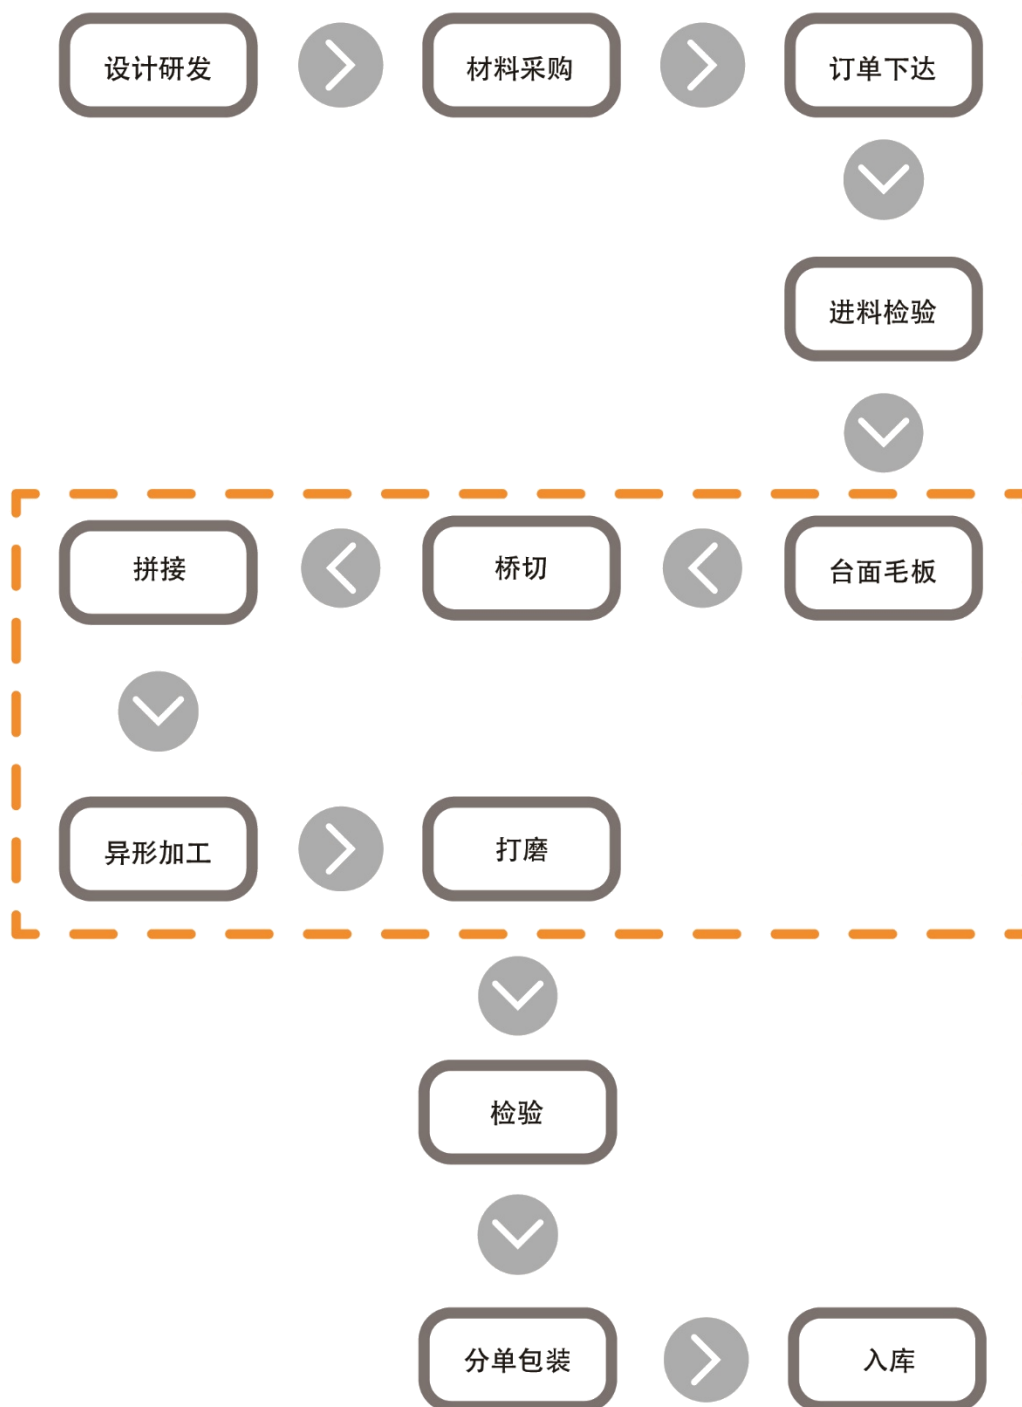 设计研发
材料采购
订单下达
进料检验
拼接
桥切
台面毛板
异形加工
打磨
检验
分单包装
入库